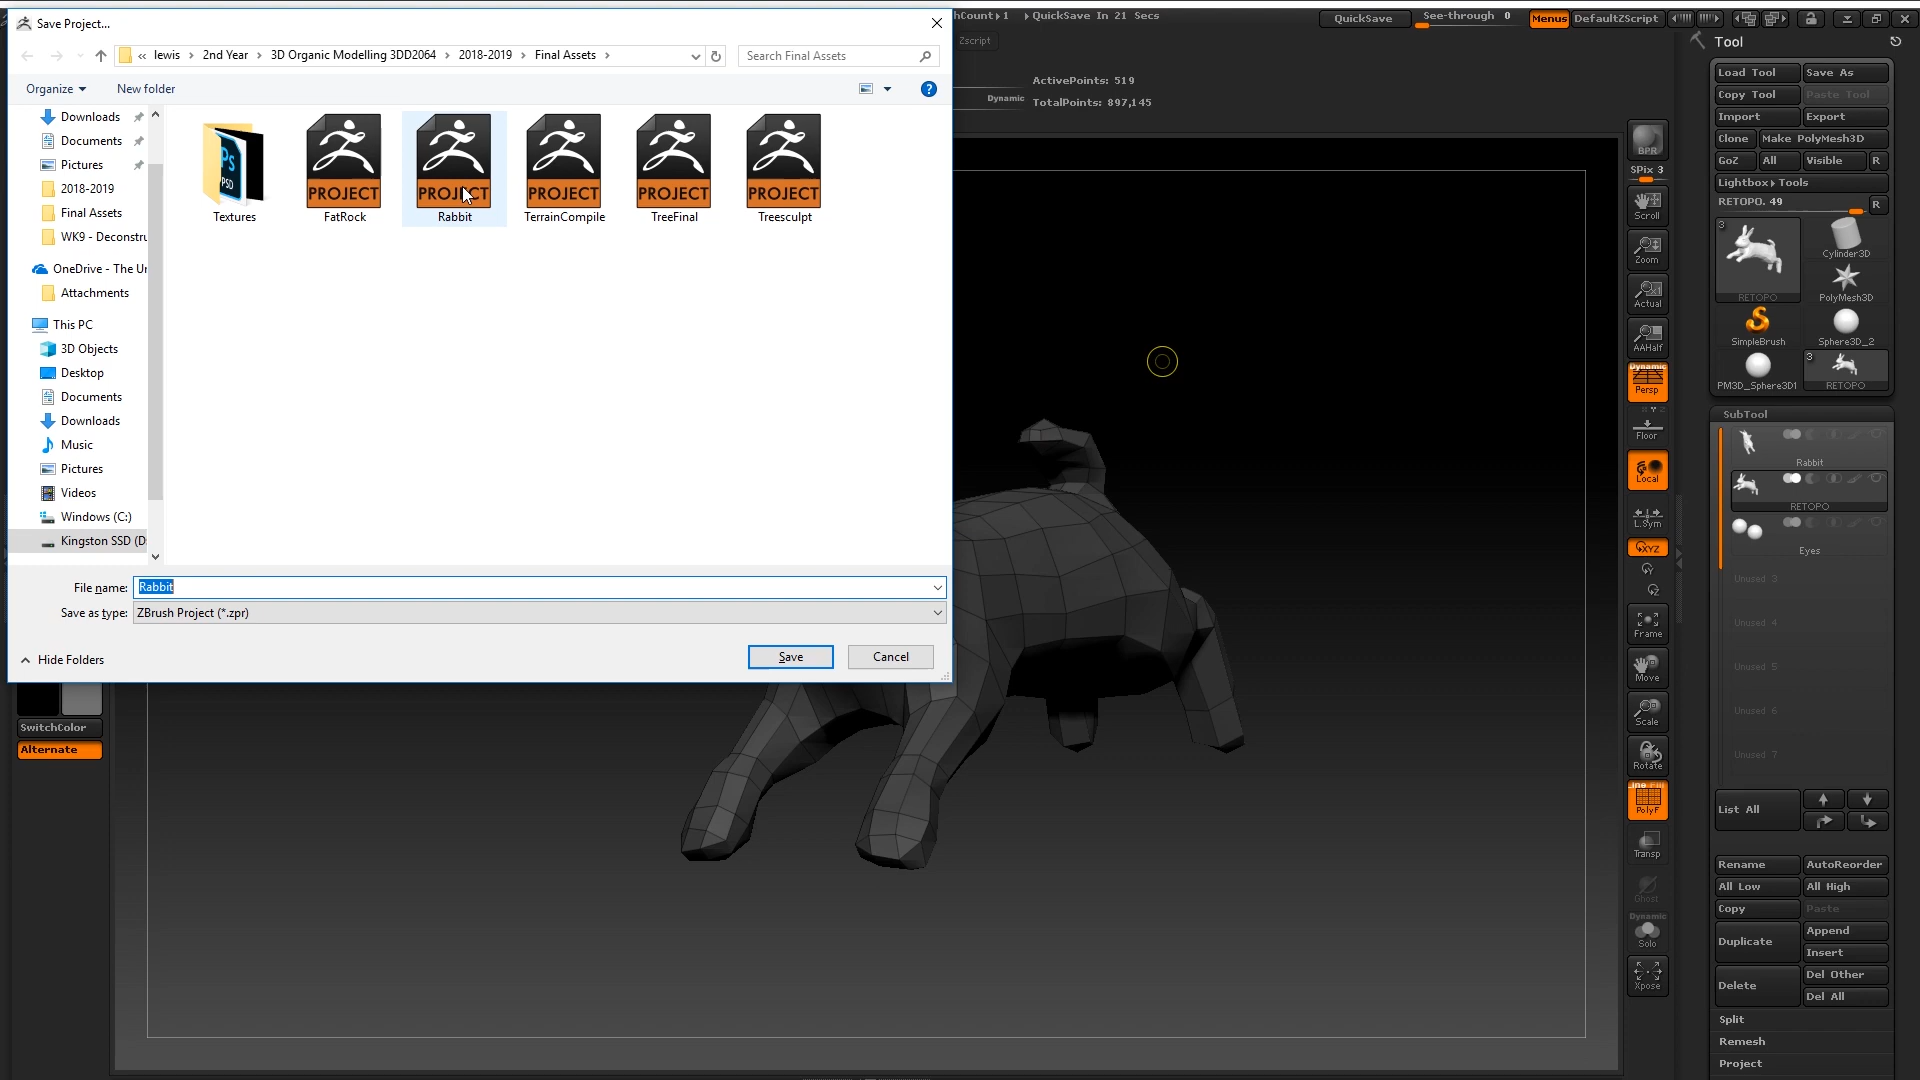 Save Project...
hCount▸1 ▸QuickSave In 21 Secs
QuickSave
See-through 0
Menus
DefaultZScript
Zscript
« lewis > 2nd Year > 3D Organic Modelling 3DD2064 > 2018-2019 > Final Assets >
Search Final Assets
Organize
New folder
Downloads
Documents
Pictures
2018-2019
Final Assets
WK9 - Deconstru
OneDrive - The Un
Attachments
This PC
3D Objects
Desktop
Documents
Downloads
Music
Pictures
Videos
Windows (C:)
Kingston SSD (D:
Textures
PROJECT
FatRock
PROJECT
Rabbit
PROJECT
TerrainCompile
PROJECT
TreeFinal
PROJECT
Treesculpt
File name: Rabbit
Save as type: ZBrush Project (*.zpr)
Hide Folders
Save
Cancel
SwitchColor
Alternate
Dynamic
ActivePoints: 519
TotalPoints: 897,145
BPR
SPix 3
Scroll
Zoom
Actual
AAHalf
Dynamic
Persp
Floor
Local
L.Sym
XYZ
Frame
Move
Scale
Rotate
Line Fill
PolyF
Transp
Ghost
Dynamic
Solo
Xpose
Tool
Load Tool
Save As
Copy Tool
Paste Tool
Import
Export
Clone
Make PolyMesh3D
GoZ
All
Visible
R
Lightbox▸Tools
RETOPO. 49
R
3
RETOPO
Cylinder3D
PolyMesh3D
SimpleBrush
Sphere3D_2
PM3D_Sphere3D1
3
RETOPO
SubTool
Rabbit
RETOPO
Eyes
Unused 3
Unused 4
Unused 5
Unused 6
Unused 7
List All
Rename
AutoReorder
All Low
All High
Copy
Paste
Duplicate
Append
Insert
Delete
Del Other
Del All
Split
Remesh
Project